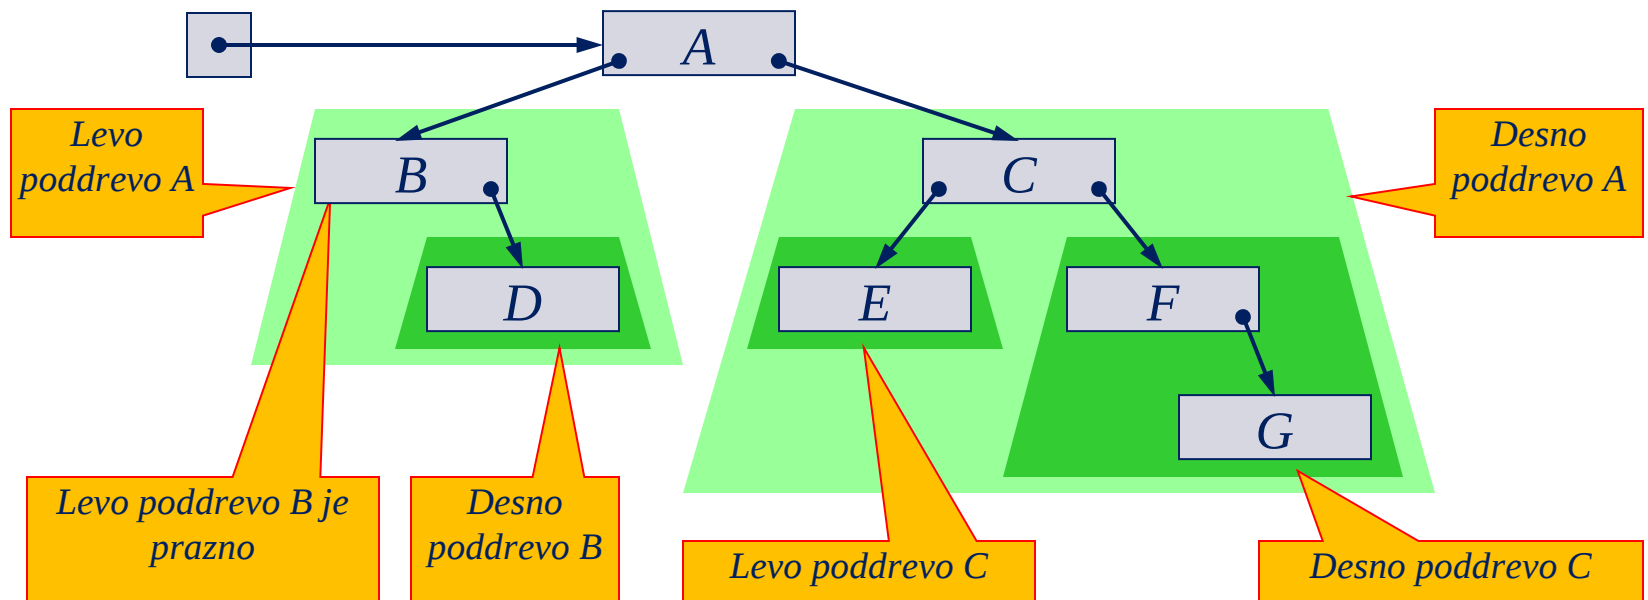 A
Levo
poddrevo A
B
C
Desno
poddrevo A
D
E
F
G
Levo poddrevo B je
prazno
Desno
poddrevo B
Levo poddrevo C
Desno poddrevo C